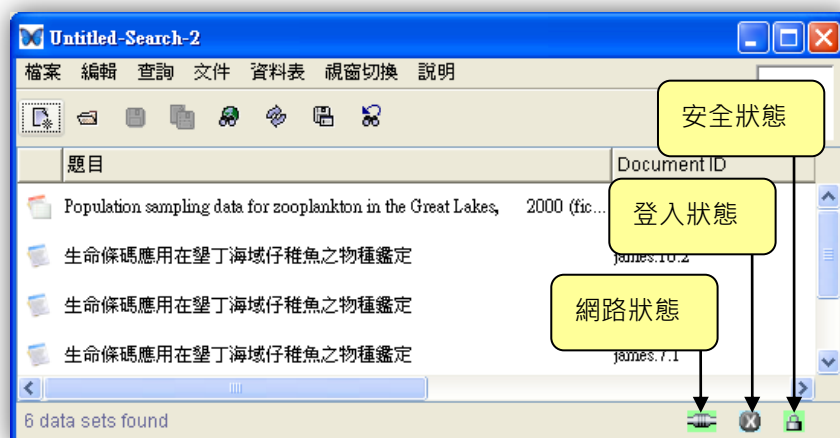 Untitled-Search-2
檔案 編輯 查詢 文件 資料表 視窗切換 說明
安全狀態
題目 Document ID
Population sampling data for zooplankton in the Great Lakes, 2000 (fic...
登入狀態
生命條碼應用在墾丁海域仔稚魚之物種鑑定 james.10.2
生命條碼應用在墾丁海域仔稚魚之物種鑑定
網路狀態
生命條碼應用在墾丁海域仔稚魚之物種鑑定 james.7.1
6 data sets found